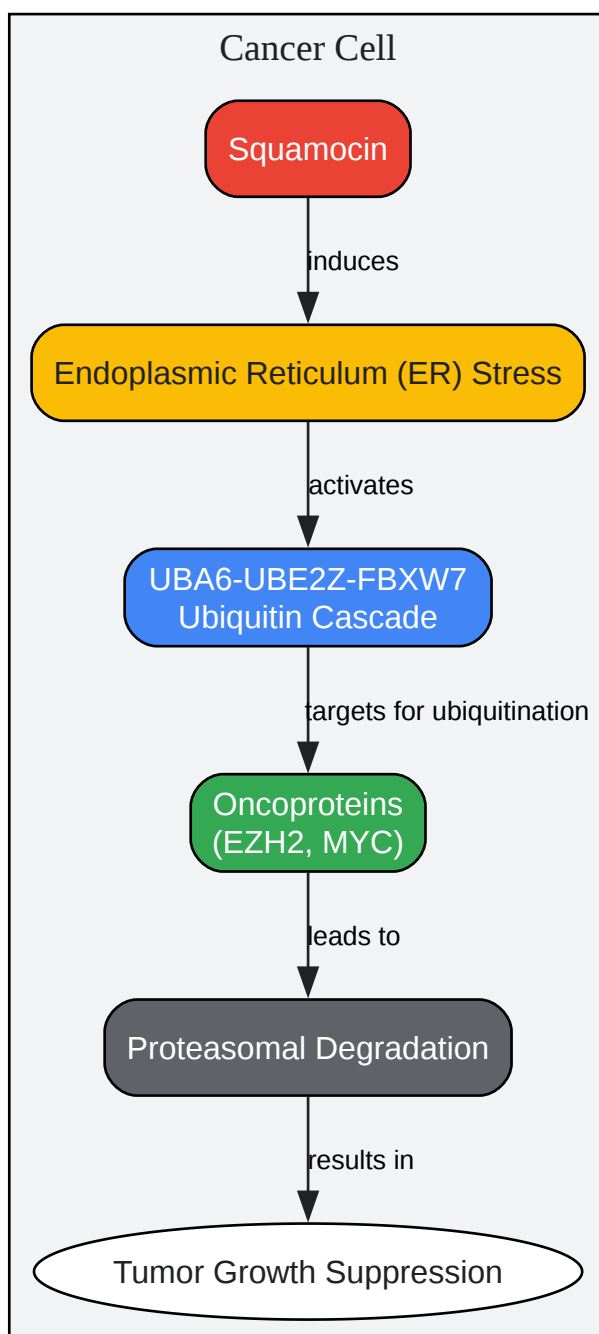 Cancer Cell
Squamocin
induces
Endoplasmic Reticulum (ER) Stress
activates
UBA6-UBE2Z-FBXW7
Ubiquitin Cascade
targets for ubiquitination
Oncoproteins
(EZH2, MYC)
leads to
Proteasomal Degradation
results in
Tumor Growth Suppression